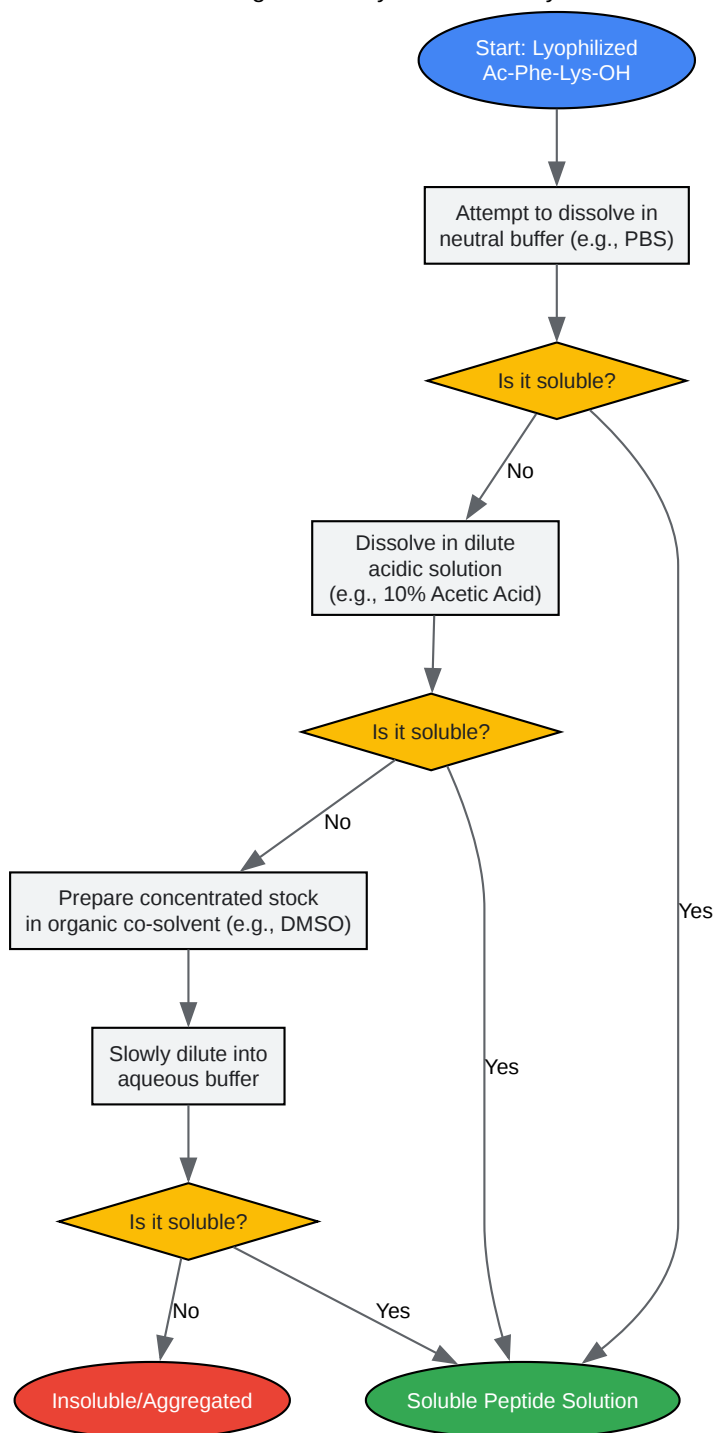 Start: Lyophilized
Ac-Phe-Lys-OH
Attempt to dissolve in
neutral buffer (e.g., PBS)
Is it soluble?
No
Dissolve in dilute
acidic solution
(e.g., 10% Acetic Acid)
Is it soluble?
No
Prepare concentrated stock
in organic co-solvent (e.g., DMSO)
Yes
Slowly dilute into
aqueous buffer
Yes
Is it soluble?
No
Yes
Insoluble/Aggregated
Soluble Peptide Solution